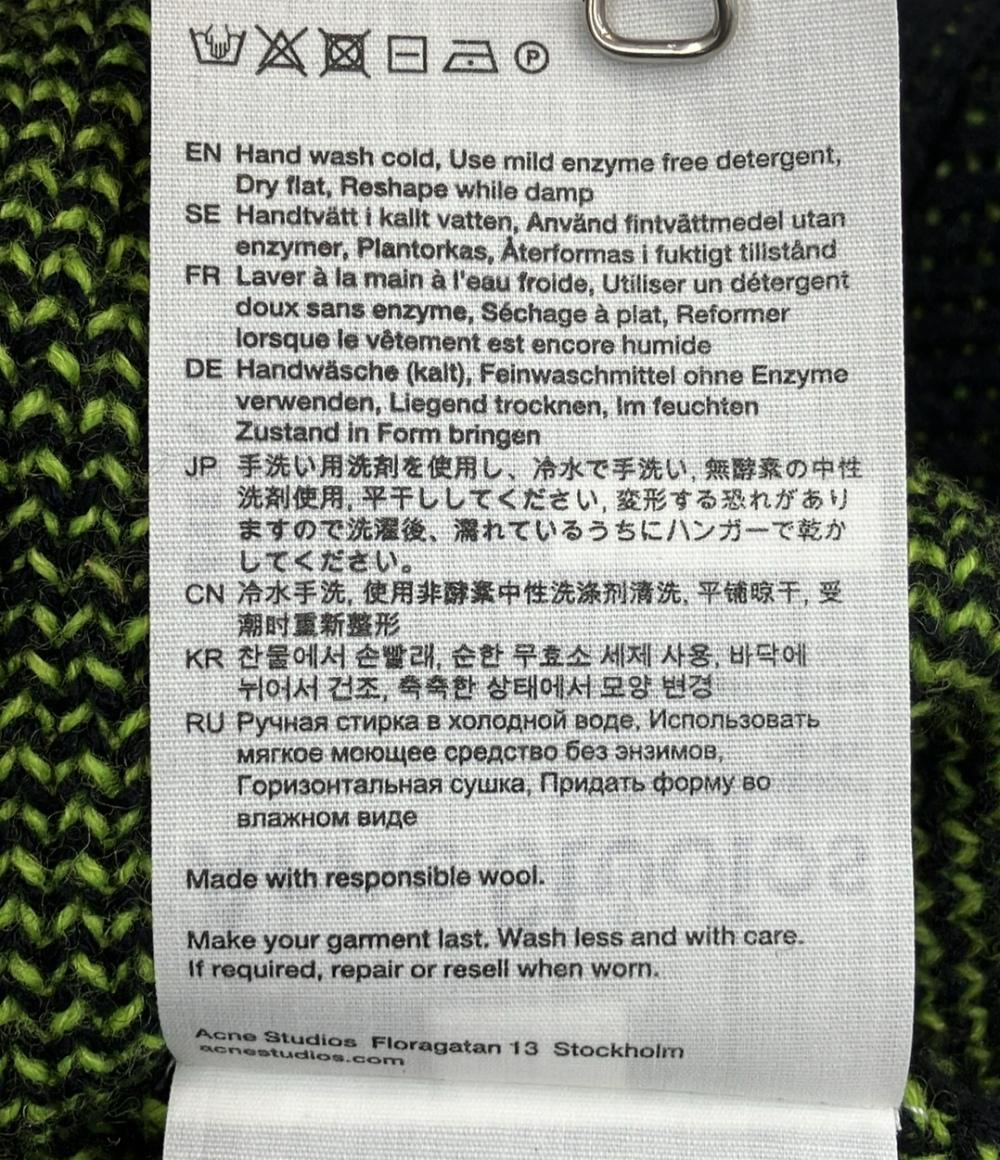 P
EN Hand wash cold, Use mild enzyme free detergent,
Dry flat, Reshape while damp
SE Handtvätt i kallt vatten, Använd fintvättmedel utan
enzymer, Plantorkas, Återformas i fuktigt tillstånd
FR Laver à la main à l'eau froide, Utiliser un détergent
doux sans enzyme, Séchage à plat, Reformer
lorsque le vêtement est encore humide
DE Handwäsche (kalt), Feinwaschmittel ohne Enzyme
verwenden, Liegend trocknen, Im feuchten
Zustand in Form bringen
JP 手洗い用洗剤を使用し、冷水で手洗い, 無酵素の中性
洗剤使用, 平干ししてください, 変形する恐れがあり
ますので洗濯後、濡れているうちにハンガーで乾か
してください。
CN 冷水手洗, 使用非酵素中性洗涤剂清洗, 平铺晾干, 受
潮时重新整形
KR 찬물에서 손빨래, 순한 무효소 세제 사용, 바닥에
뉘어서 건조, 축축한 상태에서 모양 변경
RU Ручная стирка в холодной воде, Использовать
мягкое моющее средство без энзимов,
Горизонтальная сушка, Придать форму во
влажном виде
Made with responsible wool.
Make your garment last. Wash less and with care.
If required, repair or resell when worn.
Acne Studios Floragatan 13 Stockholm
acnestudios.com